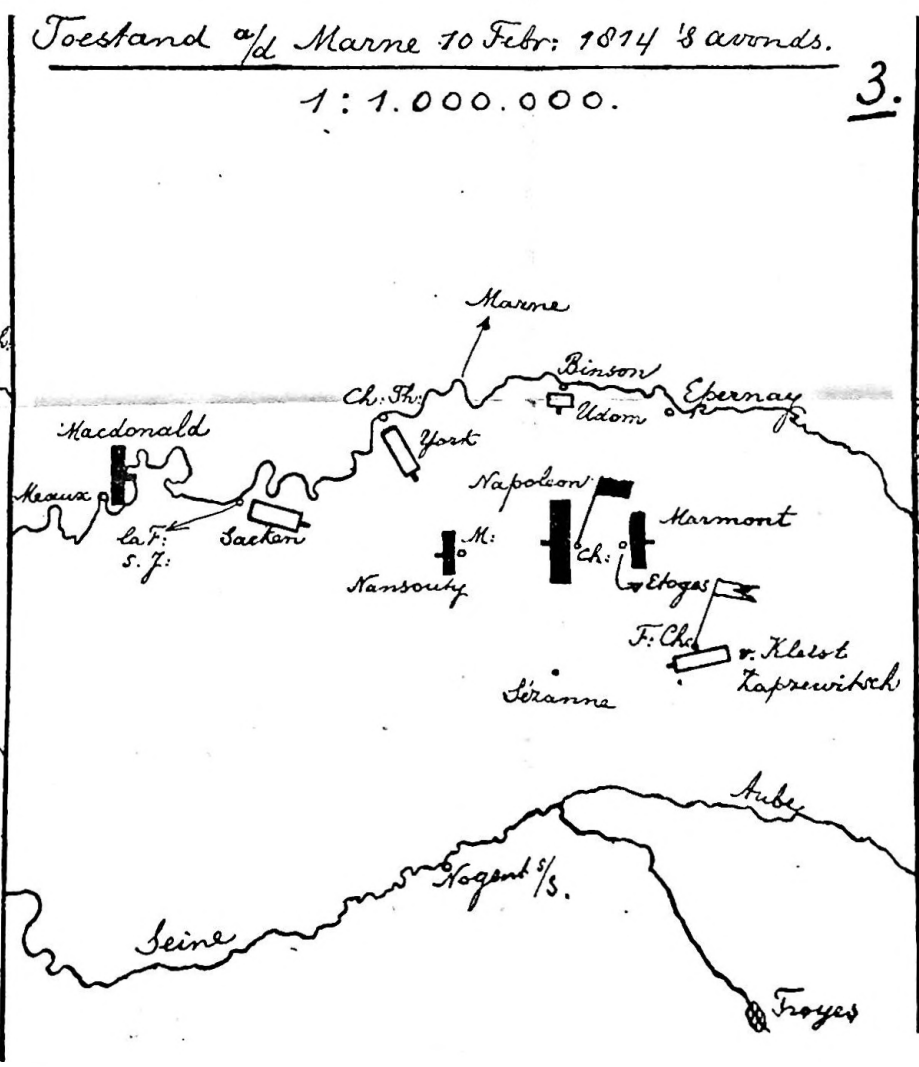 Toestand a/d Marne 10 Febr: 1814 's avonds.
1 : 1.000.000.
3.
Marne
Binson
Ch: Th:
Epernay
Udom
Macdonald
York
Napoleon
Meaux
Marmont
la F:
s. J:
Sacken
M:
Ch:
Nansouty
Etoges
F: Ch:
v. Kleist
Kapzewitsch
Sézanne
Aube
Nogent s/S.
Seine
Troyes